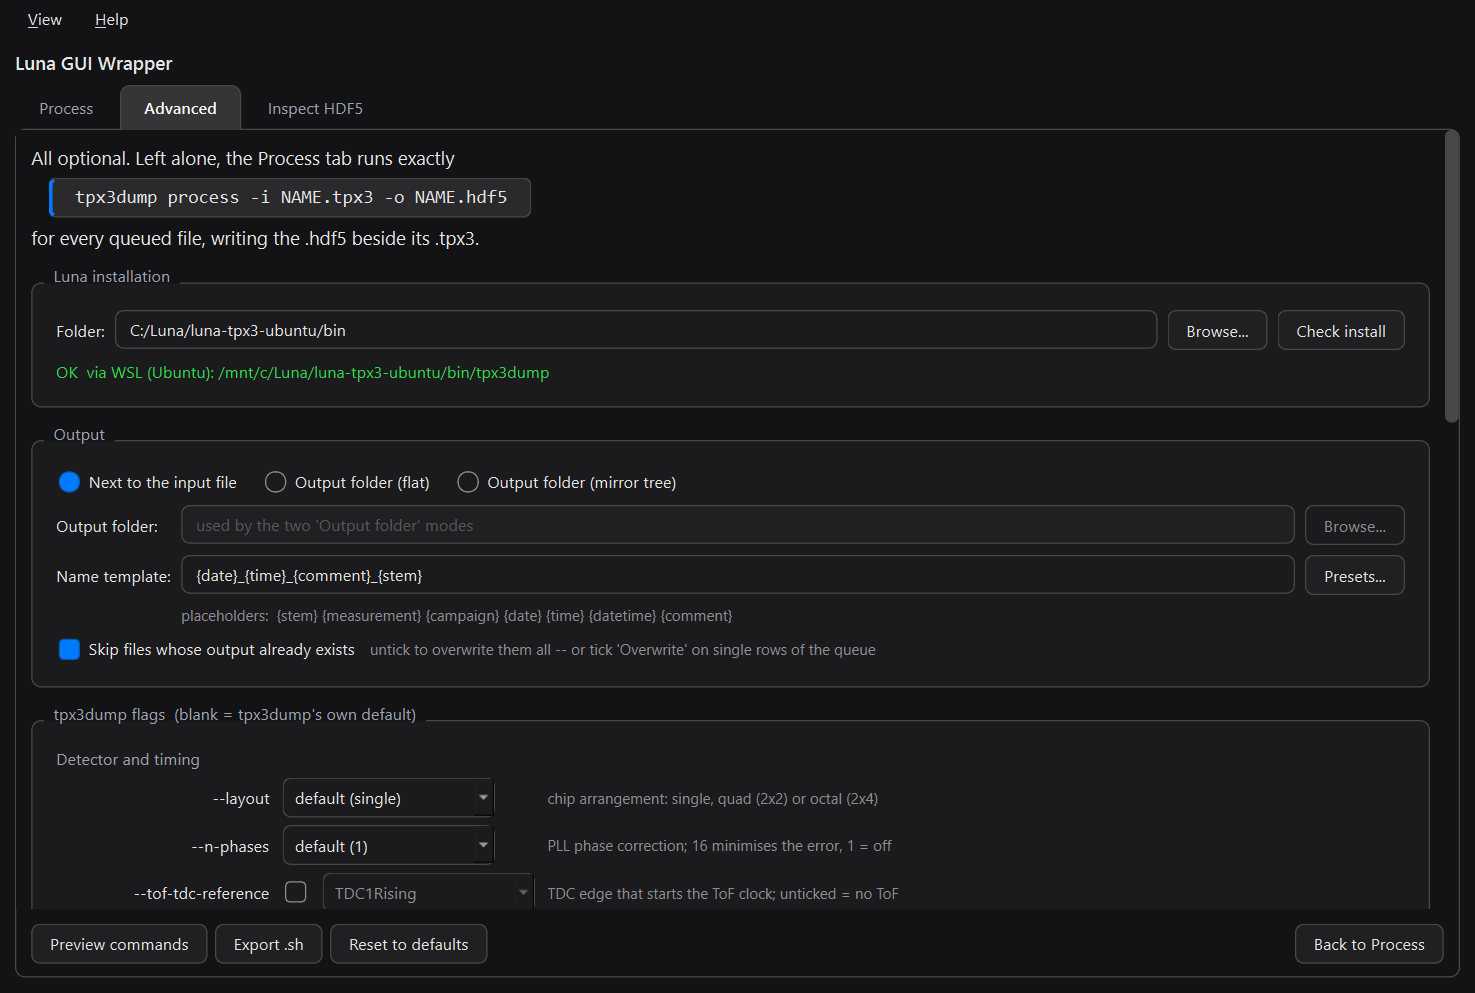 View Help
Luna GUI Wrapper
Process Advanced Inspect HDF5
All optional. Left alone, the Process tab runs exactly
tpx3dump process -i NAME.tpx3 -o NAME.hdf5
for every queued file, writing the .hdf5 beside its .tpx3.
Luna installation
Folder: C:/Luna/luna-tpx3-ubuntu/bin Browse... Check install
OK via WSL (Ubuntu): /mnt/c/Luna/luna-tpx3-ubuntu/bin/tpx3dump
Output
Next to the input file Output folder (flat) Output folder (mirror tree)
Output folder: used by the two 'Output folder' modes Browse...
Name template: {date}_{time}_{comment}_{stem} Presets...
placeholders: {stem} {measurement} {campaign} {date} {time} {datetime} {comment}
Skip files whose output already exists untick to overwrite them all -- or tick 'Overwrite' on single rows of the queue
tpx3dump flags (blank = tpx3dump's own default)
Detector and timing
--layout default (single) chip arrangement: single, quad (2x2) or octal (2x4)
--n-phases default (1) PLL phase correction; 16 minimises the error, 1 = off
--tof-tdc-reference TDC1Rising TDC edge that starts the ToF clock; unticked = no ToF
Preview commands Export .sh Reset to defaults Back to Process